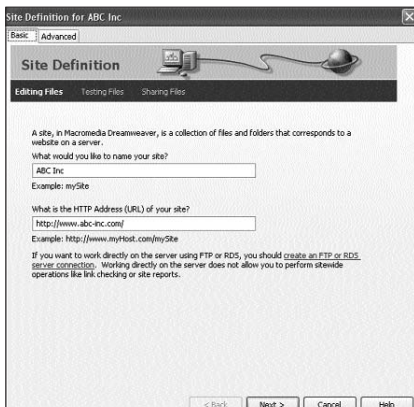 Site Definition for ABC Inc
Basic Advanced
Site Definition
Editing Files Testing Files Sharing Files
A site, in Macromedia Dreamweaver, is a collection of files and folders that corresponds to a
website on a server.
What would you like to name your site?
ABC Inc
Example: mySite
What is the HTTP Address (URL) of your site?
http://www.abc-inc.com/
Example: http://www.myHost.com/mySite
If you want to work directly on the server using FTP or RDS, you should create an FTP or RDS
server connection. Working directly on the server does not allow you to perform sitewide
operations like link checking or site reports.
< Back Next > Cancel Help